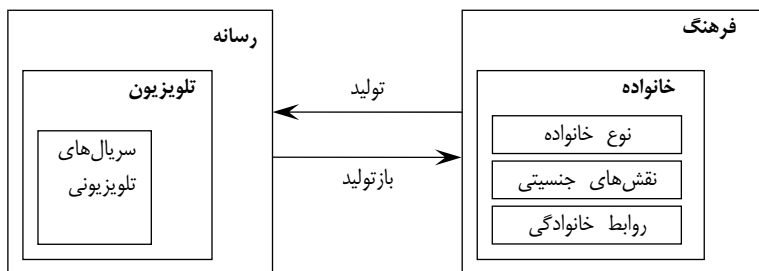 فرهنگ
خانواده
نوع خانواده
نقش‌های جنسیتی
روابط خانوادگی
تولید
بازتولید
رسانه
تلویزیون
سریال‌های
تلویزیونی